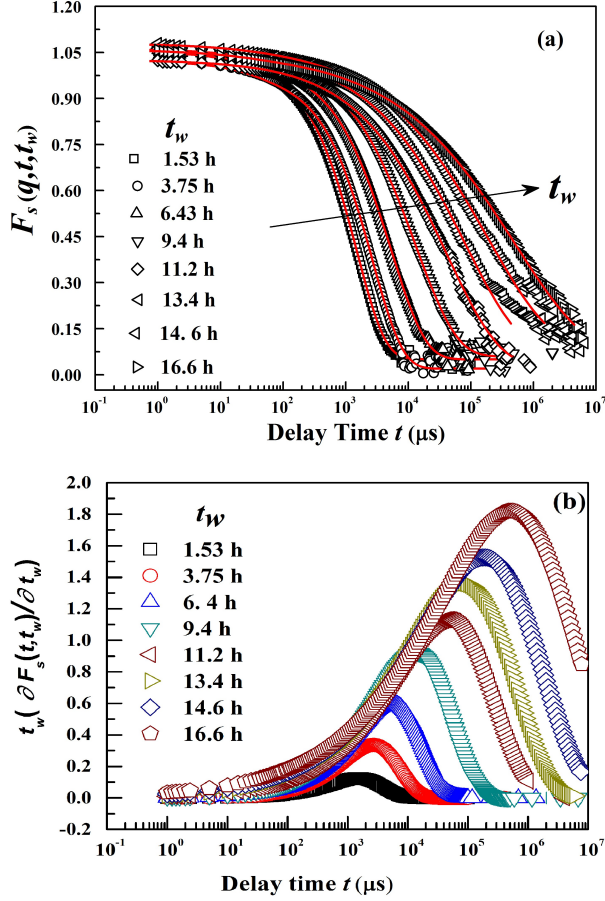 (a)
1.05
0.90
0.75
0.60
0.45
0.30
0.15
0.00
F_s(q,t,t_w)
t_w
1.53 h
3.75 h
6.43 h
9.4 h
11.2 h
13.4 h
14. 6 h
16.6 h
t_w
10^-1 10^0 10^1 10^2 10^3 10^4 10^5 10^6 10^7
Delay Time t (μs)
(b)
2.0
1.8
1.6
1.4
1.2
1.0
0.8
0.6
0.4
0.2
0.0
-0.2
t_w(∂F_s(t,t_w)/∂t_w)
t_w
1.53 h
3.75 h
6. 4 h
9.4 h
11.2 h
13.4 h
14.6 h
16.6 h
10^-1 10^0 10^1 10^2 10^3 10^4 10^5 10^6 10^7
Delay time t (μs)